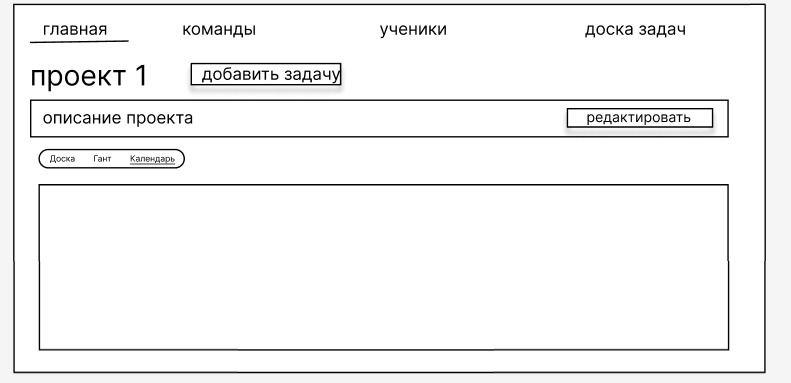 главная команды ученики доска задач
проект 1 добавить задачу
описание проекта редактировать
Доска Гант Календарь